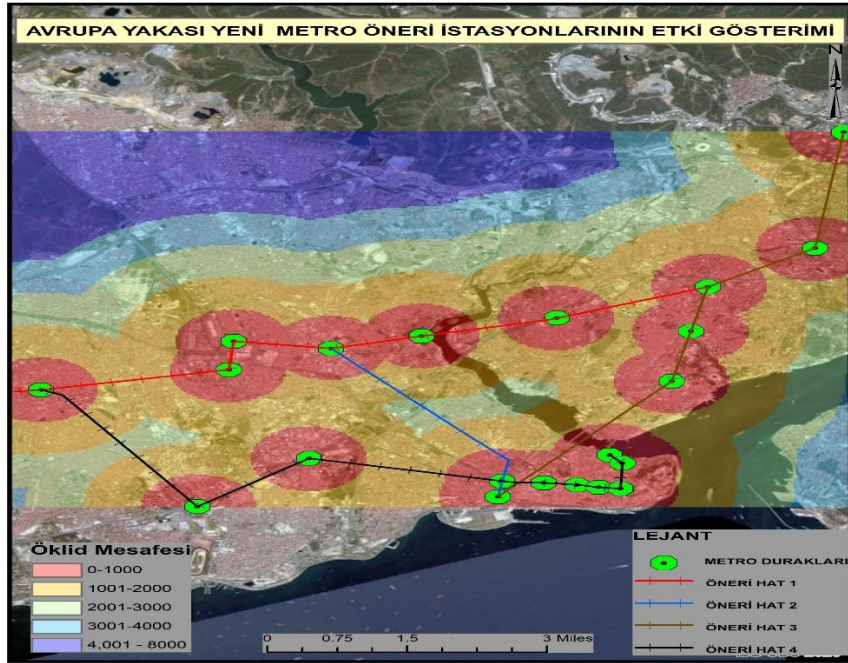 AVRUPA YAKASI YENİ METRO ÖNERİ İSTASYONLARININ ETKİ GÖSTERİMİ
N
Öklid Mesafesi
0-1000
1001-2000
2001-3000
3001-4000
4,001 - 8000
0 0.75 1.5 3 Miles
LEJANT
METRO DURAKLARI
ÖNERİ HAT 1
ÖNERİ HAT 2
ÖNERİ HAT 3
ÖNERİ HAT 4